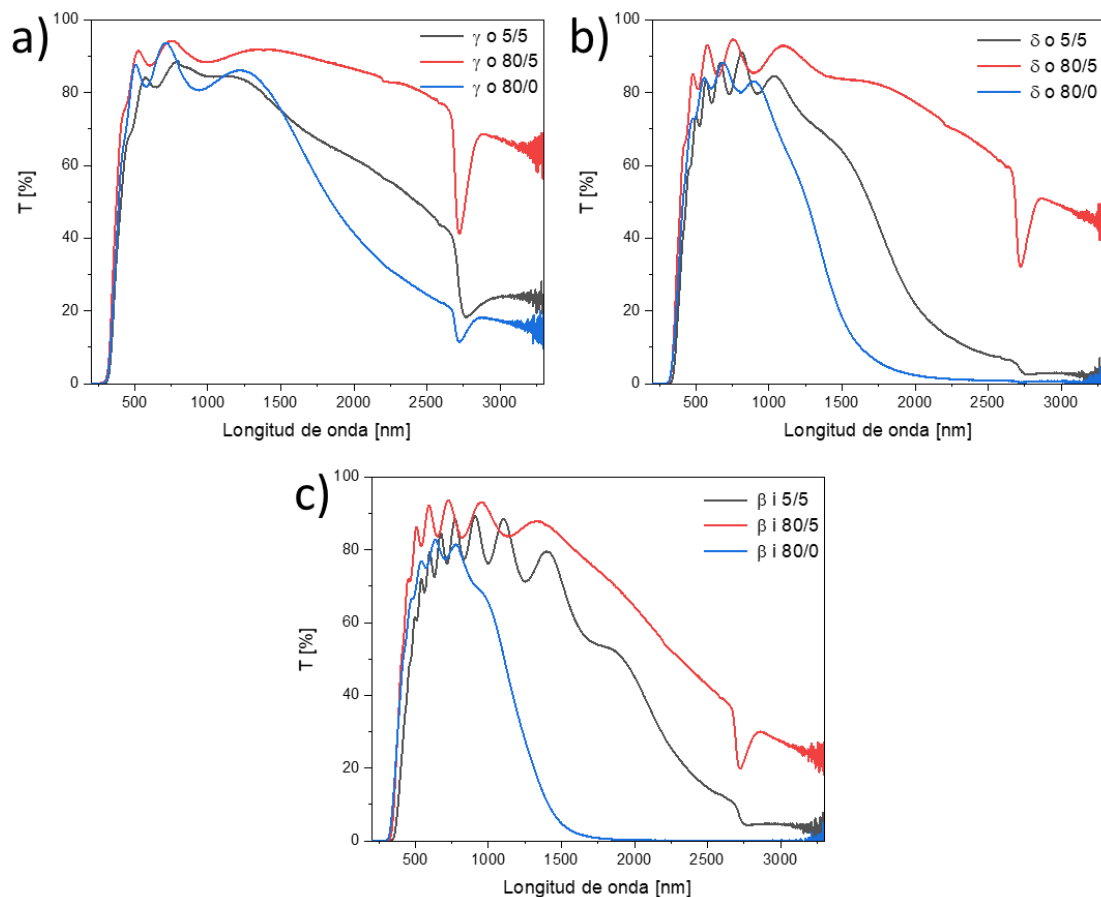 a)
γ o 5/5
γ o 80/5
γ o 80/0
T [%]
100
80
60
40
20
0
500 1000 1500 2000 2500 3000
Longitud de onda [nm]
b)
δ o 5/5
δ o 80/5
δ o 80/0
T [%]
100
80
60
40
20
0
500 1000 1500 2000 2500 3000
Longitud de onda [nm]
c)
β i 5/5
β i 80/5
β i 80/0
T [%]
100
80
60
40
20
0
500 1000 1500 2000 2500 3000
Longitud de onda [nm]